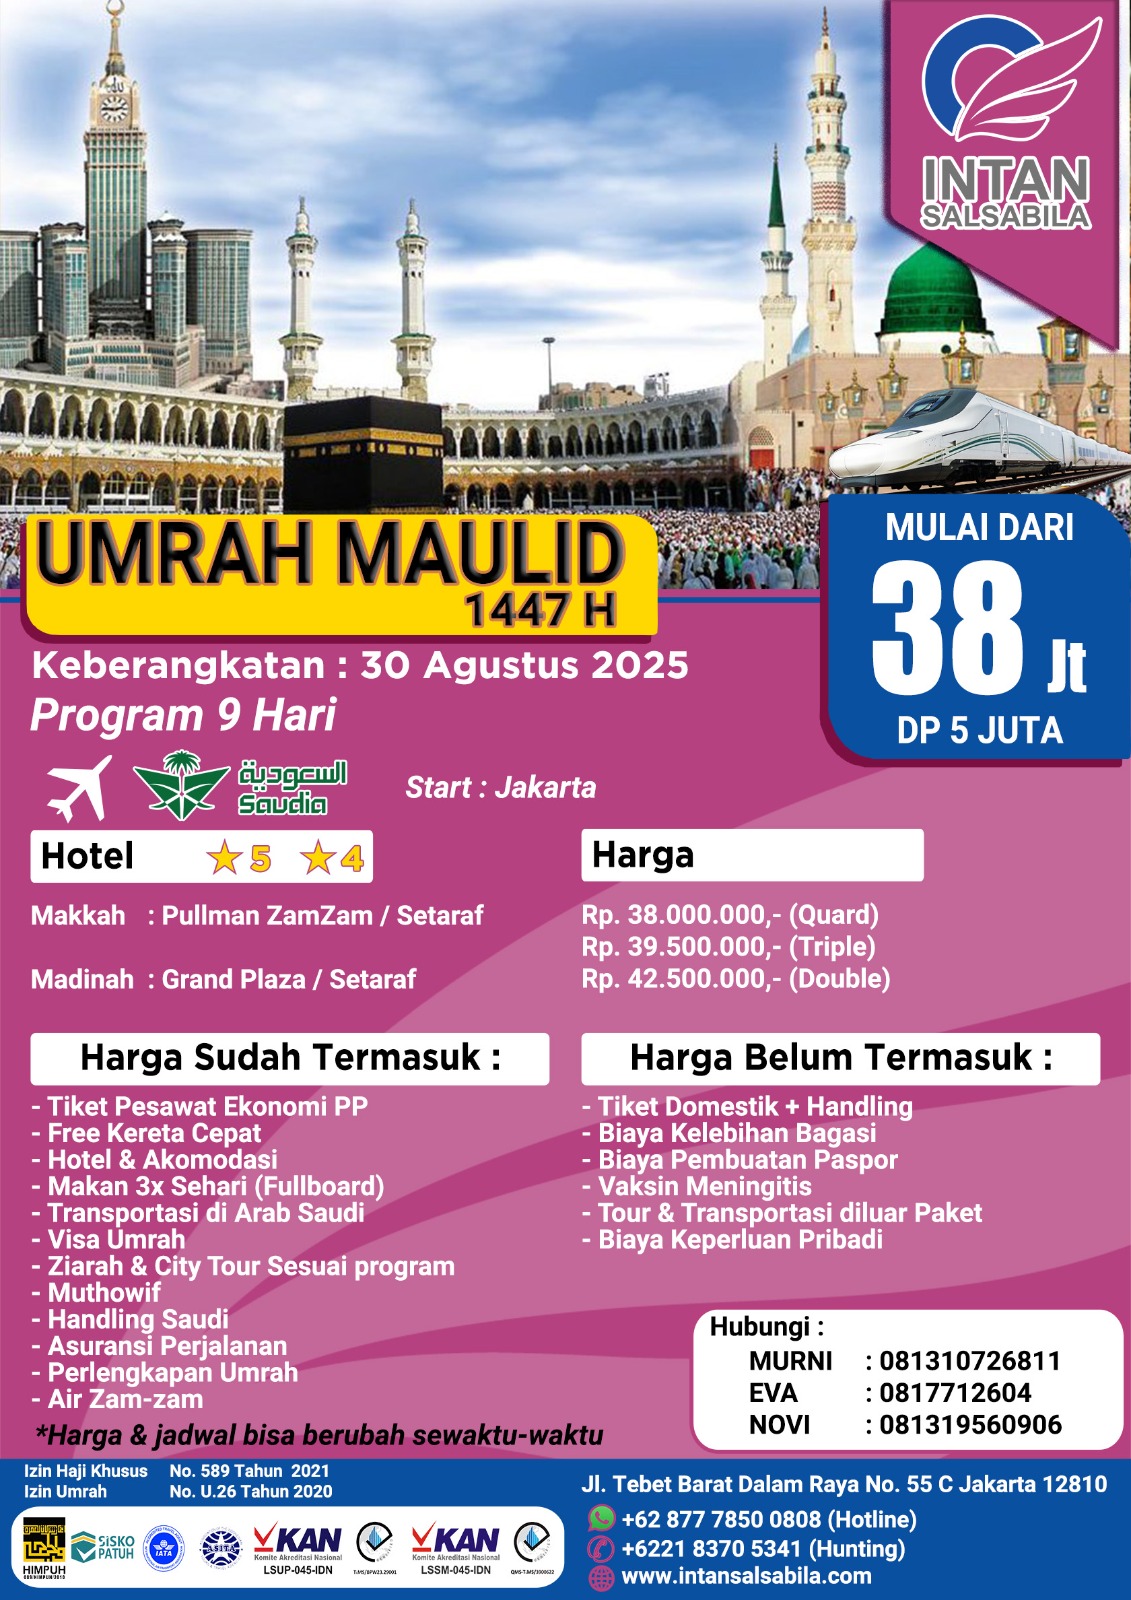 INTAN
SALSABILA
UMRAH MAULID
1447 H
MULAI DARI
38 Jt
DP 5 JUTA
Keberangkatan : 30 Agustus 2025
Program 9 Hari
السعودية
Saudia
Start : Jakarta
Hotel 5 4
Makkah : Pullman ZamZam / Setaraf
Madinah : Grand Plaza / Setaraf
Harga
Rp. 38.000.000,- (Quard)
Rp. 39.500.000,- (Triple)
Rp. 42.500.000,- (Double)
Harga Sudah Termasuk :
- Tiket Pesawat Ekonomi PP
- Free Kereta Cepat
- Hotel & Akomodasi
- Makan 3x Sehari (Fullboard)
- Transportasi di Arab Saudi
- Visa Umrah
- Ziarah & City Tour Sesuai program
- Muthowif
- Handling Saudi
- Asuransi Perjalanan
- Perlengkapan Umrah
- Air Zam-zam
*Harga & jadwal bisa berubah sewaktu-waktu
Harga Belum Termasuk :
- Tiket Domestik + Handling
- Biaya Kelebihan Bagasi
- Biaya Pembuatan Paspor
- Vaksin Meningitis
- Tour & Transportasi diluar Paket
- Biaya Keperluan Pribadi
Hubungi :
MURNI : 081310726811
EVA : 0817712604
NOVI : 081319560906
Izin Haji Khusus No. 589 Tahun 2021
Izin Umrah No. U.26 Tahun 2020
HIMPUH
SISKO
PATUH
IATA
ASITA
KAN
Komite Akreditasi Nasional
LSUP-045-IDN
KAN
Komite Akreditasi Nasional
LSSM-045-IDN
Jl. Tebet Barat Dalam Raya No. 55 C Jakarta 12810
+62 877 7850 0808 (Hotline)
+6221 8370 5341 (Hunting)
www.intansalsabila.com